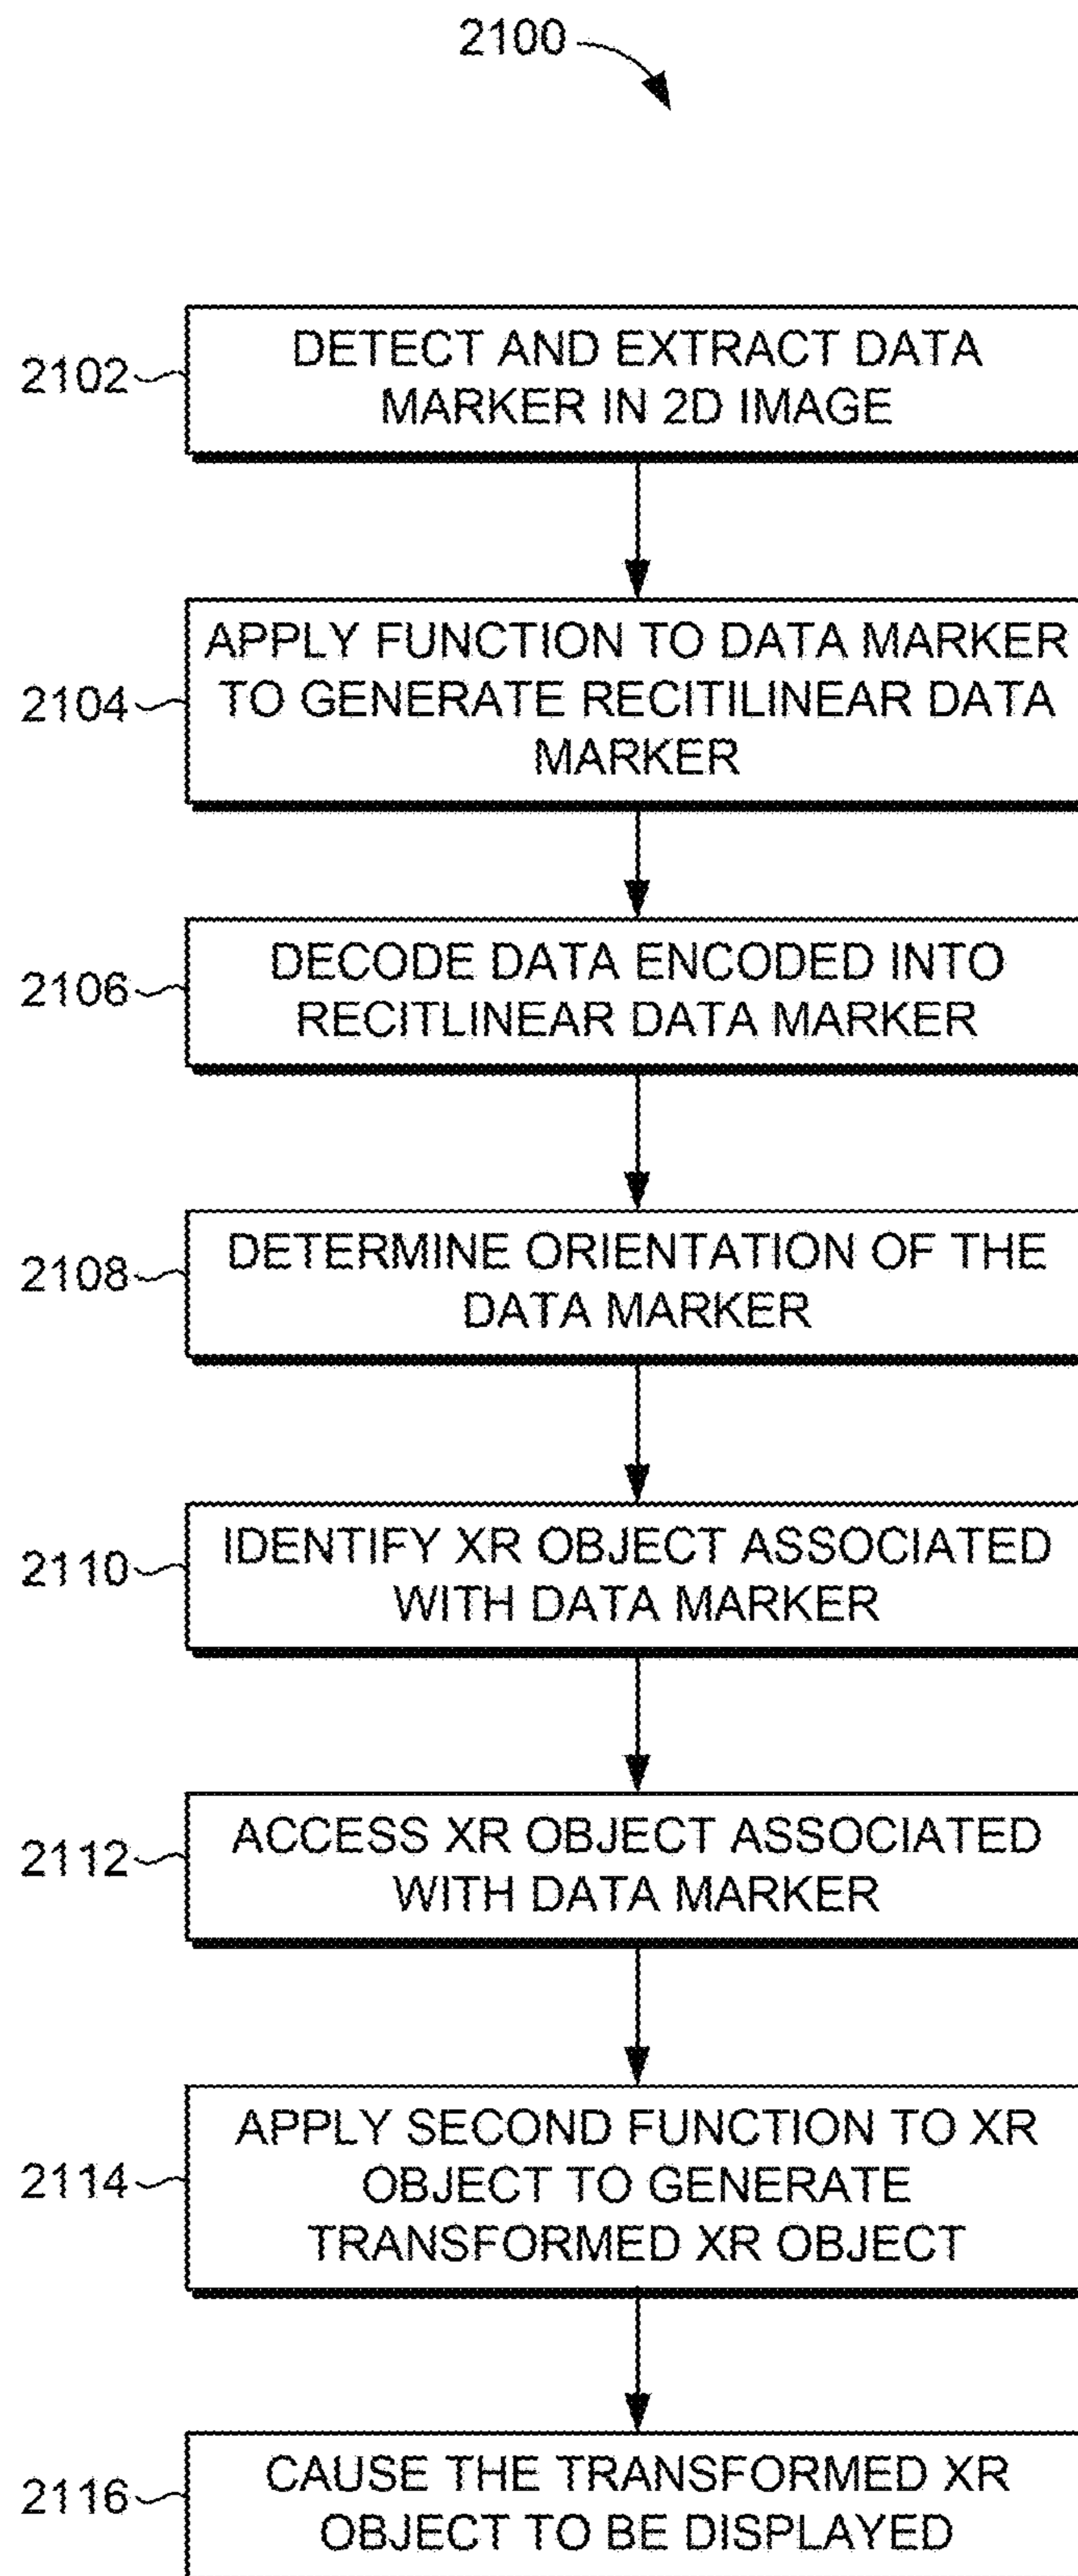 2100
2102
DETECT AND EXTRACT DATA
MARKER IN 2D IMAGE
2104
APPLY FUNCTION TO DATA MARKER
TO GENERATE RECITILINEAR DATA
MARKER
2106
DECODE DATA ENCODED INTO
RECITLINEAR DATA MARKER
2108
DETERMINE ORIENTATION OF THE
DATA MARKER
2110
IDENTIFY XR OBJECT ASSOCIATED
WITH DATA MARKER
2112
ACCESS XR OBJECT ASSOCIATED
WITH DATA MARKER
2114
APPLY SECOND FUNCTION TO XR
OBJECT TO GENERATE
TRANSFORMED XR OBJECT
2116
CAUSE THE TRANSFORMED XR
OBJECT TO BE DISPLAYED